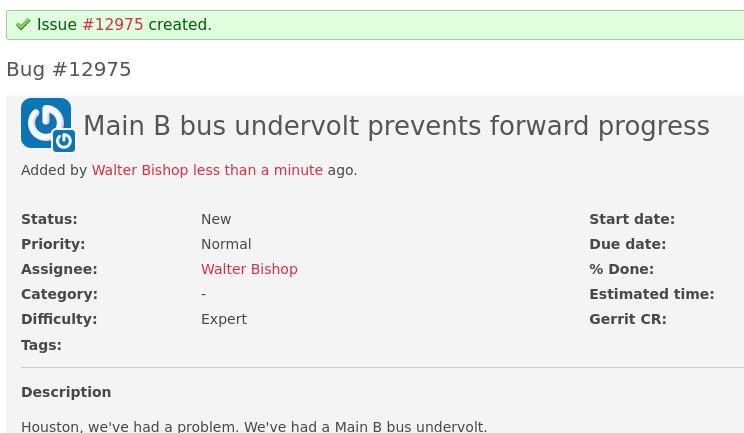 Issue #12975 created.
Bug #12975
Main B bus undervolt prevents forward progress
Added by Walter Bishop less than a minute ago.
Status: New Start date:
Priority: Normal Due date:
Assignee: Walter Bishop % Done:
Category: - Estimated time:
Difficulty: Expert Gerrit CR:
Tags:
Description
Houston, we've had a problem. We've had a Main B bus undervolt.